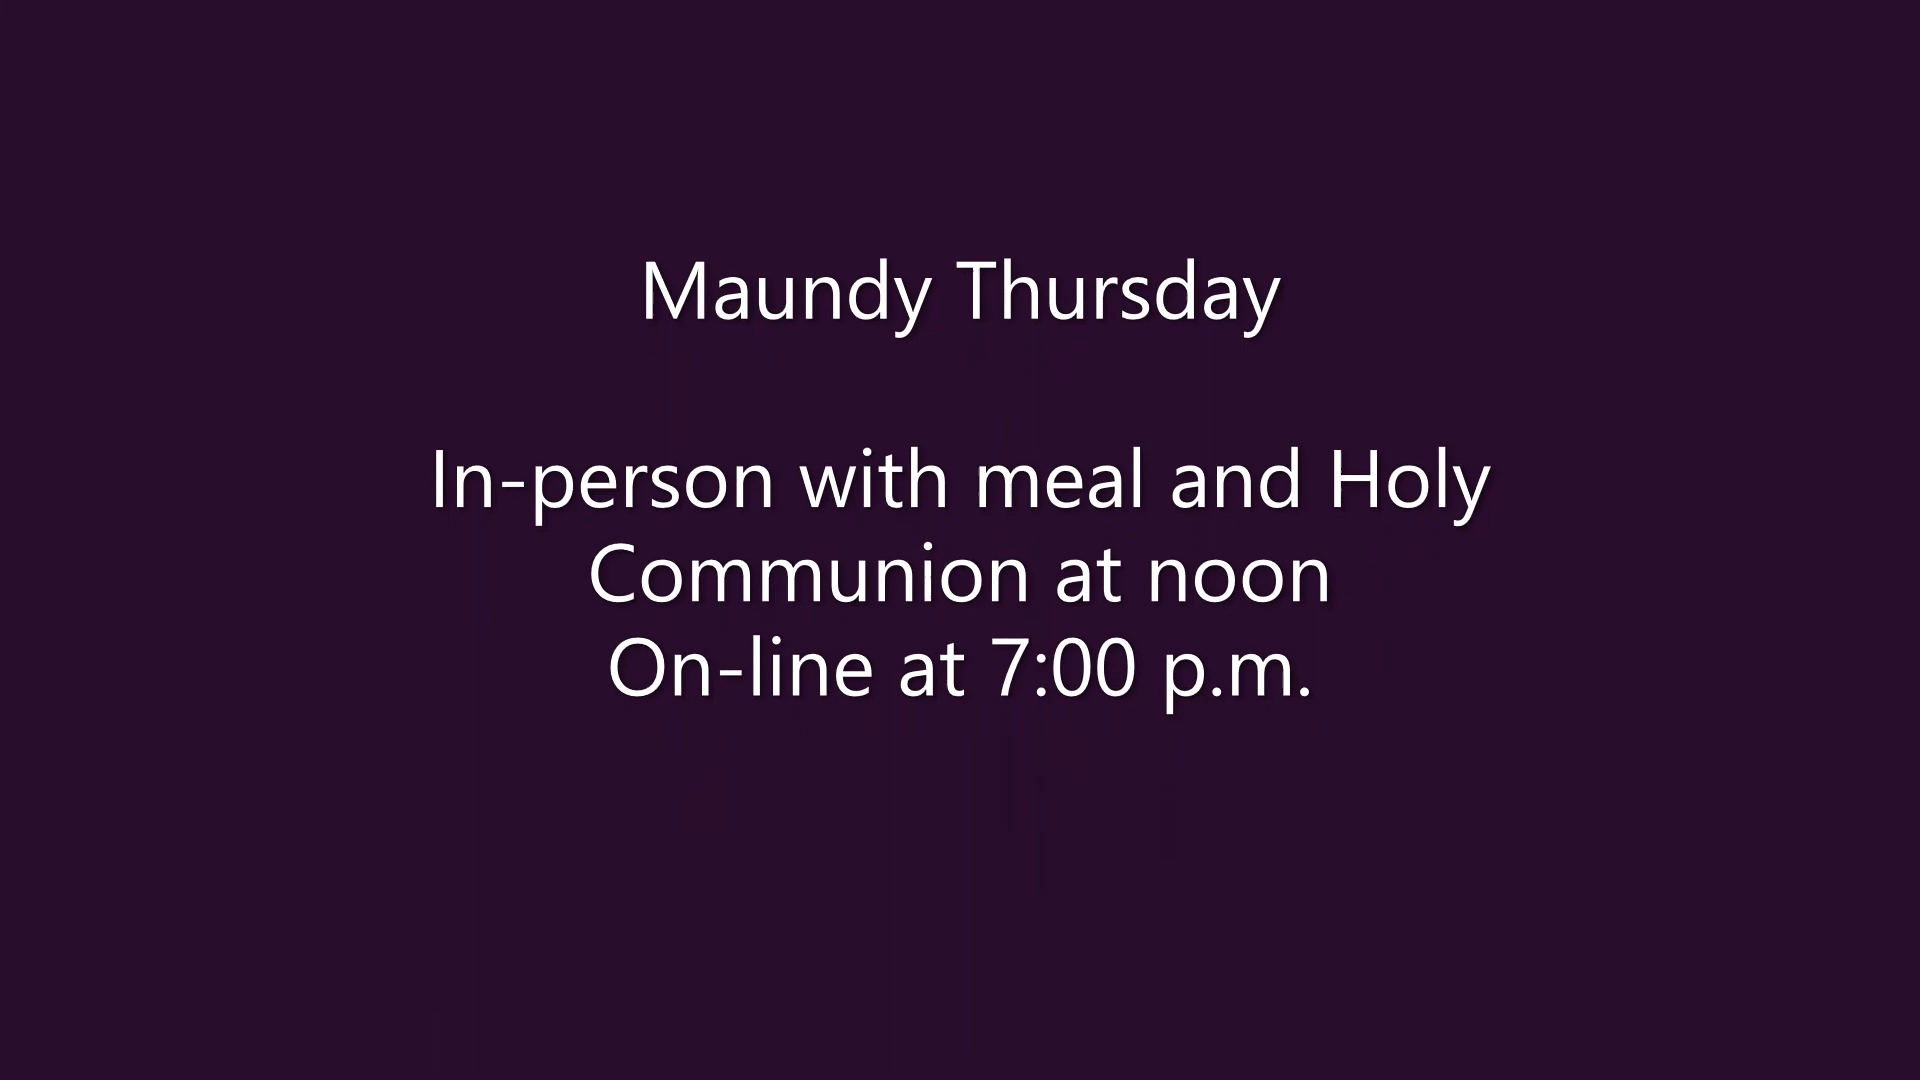 Maundy Thursday
In-person with meal and Holy
Communion at noon
On-line at 7:00 p.m.